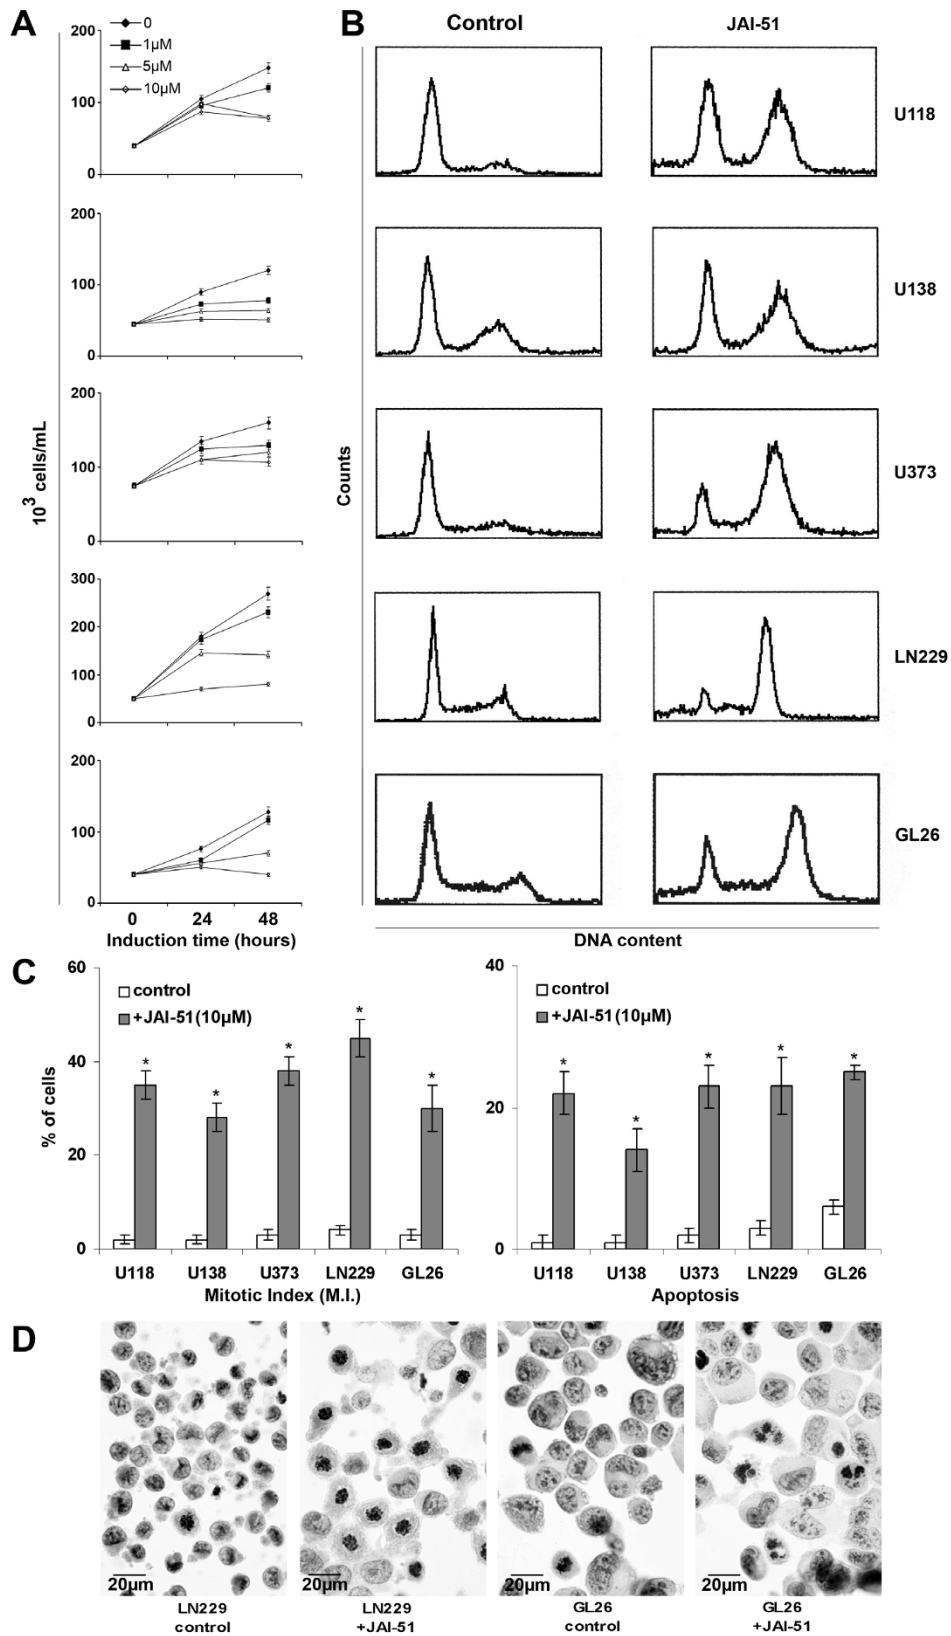 A
B
Control
JAI-51
0
1µM
5µM
10µM
200
100
0
U118
200
100
0
U138
200
100
0
U373
300
200
100
0
LN229
200
100
0
GL26
10³ cells/mL
Counts
0 24 48
Induction time (hours)
DNA content
C
60
40
20
0
% of cells
control
+JAI-51(10µM)
* * * * *
U118 U138 U373 LN229 GL26
Mitotic Index (M.I.)
40
20
0
control
+JAI-51(10µM)
* * * * *
U118 U138 U373 LN229 GL26
Apoptosis
D
20µm
20µm
20µm
20µm
LN229
control
LN229
+JAI-51
GL26
control
GL26
+JAI-51